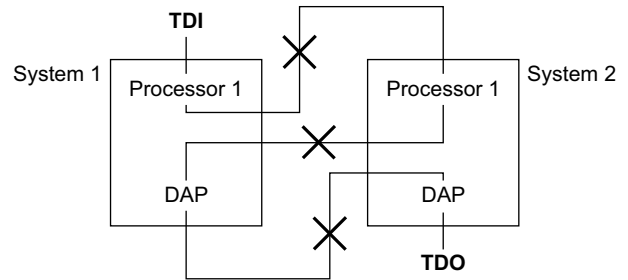 TDI
System 1
Processor 1
Processor 1
System 2
DAP
DAP
TDO